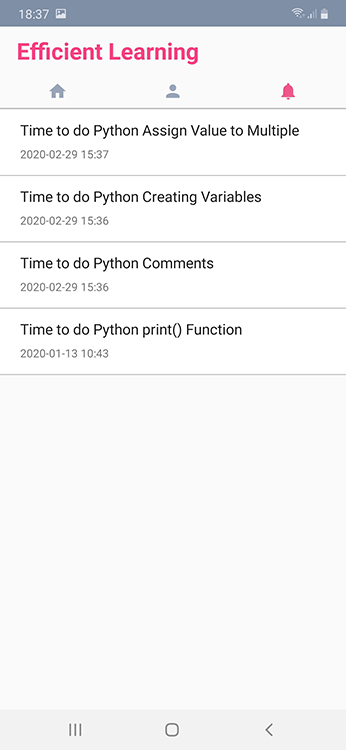 18:37
Efficient Learning
Time to do Python Assign Value to Multiple
2020-02-29 15:37
Time to do Python Creating Variables
2020-02-29 15:36
Time to do Python Comments
2020-02-29 15:36
Time to do Python print() Function
2020-01-13 10:43